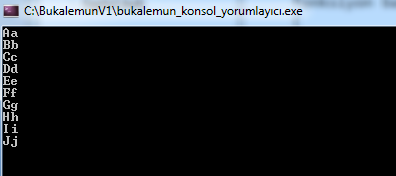 C:\BukalemunV1\bukalemun_konsol_yorumlayıcı.exe
Aa
Bb
Cc
Dd
Ee
Ff
Gg
Hh
Ii
Jj